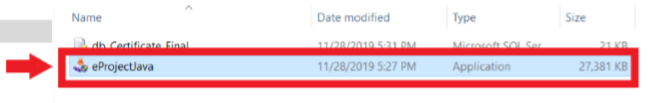 Name Date modified Type Size
db_Certificate_Final 11/28/2019 5:31 PM Microsoft SQL Ser... 21 KB
eProjectJava 11/28/2019 5:27 PM Application 27,381 KB